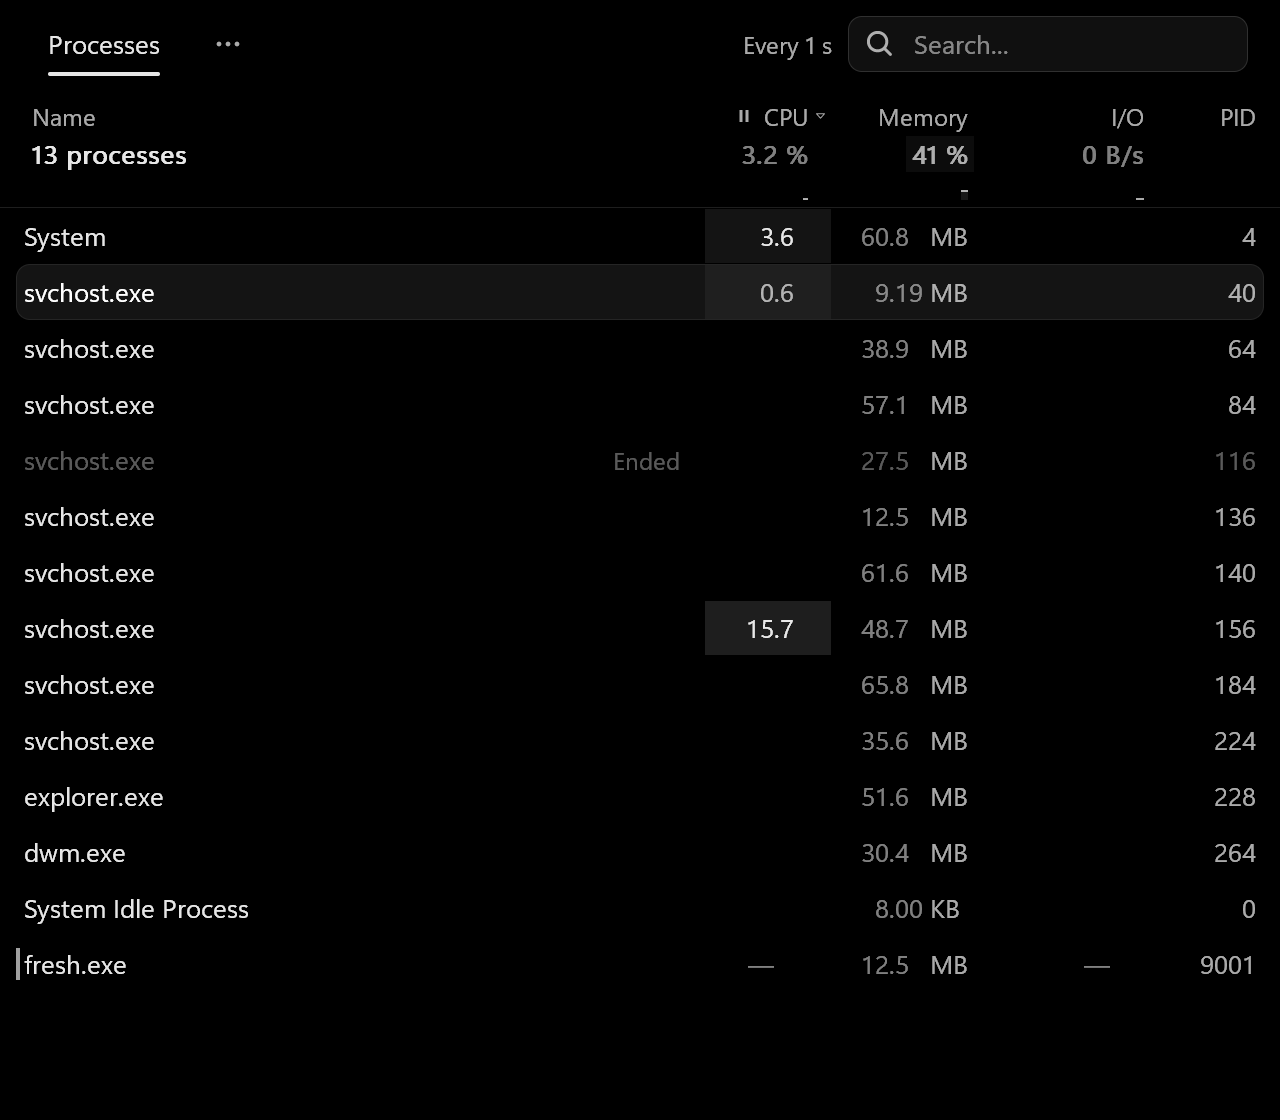 Processes ••• Every 1 s Search...
Name CPU Memory I/O PID
13 processes 3.2 % 41 % 0 B/s
- - -
System 3.6 60.8 MB 4
svchost.exe 0.6 9.19 MB 40
svchost.exe 38.9 MB 64
svchost.exe 57.1 MB 84
svchost.exe Ended 27.5 MB 116
svchost.exe 12.5 MB 136
svchost.exe 61.6 MB 140
svchost.exe 15.7 48.7 MB 156
svchost.exe 65.8 MB 184
svchost.exe 35.6 MB 224
explorer.exe 51.6 MB 228
dwm.exe 30.4 MB 264
System Idle Process 8.00 KB 0
fresh.exe — 12.5 MB — 9001